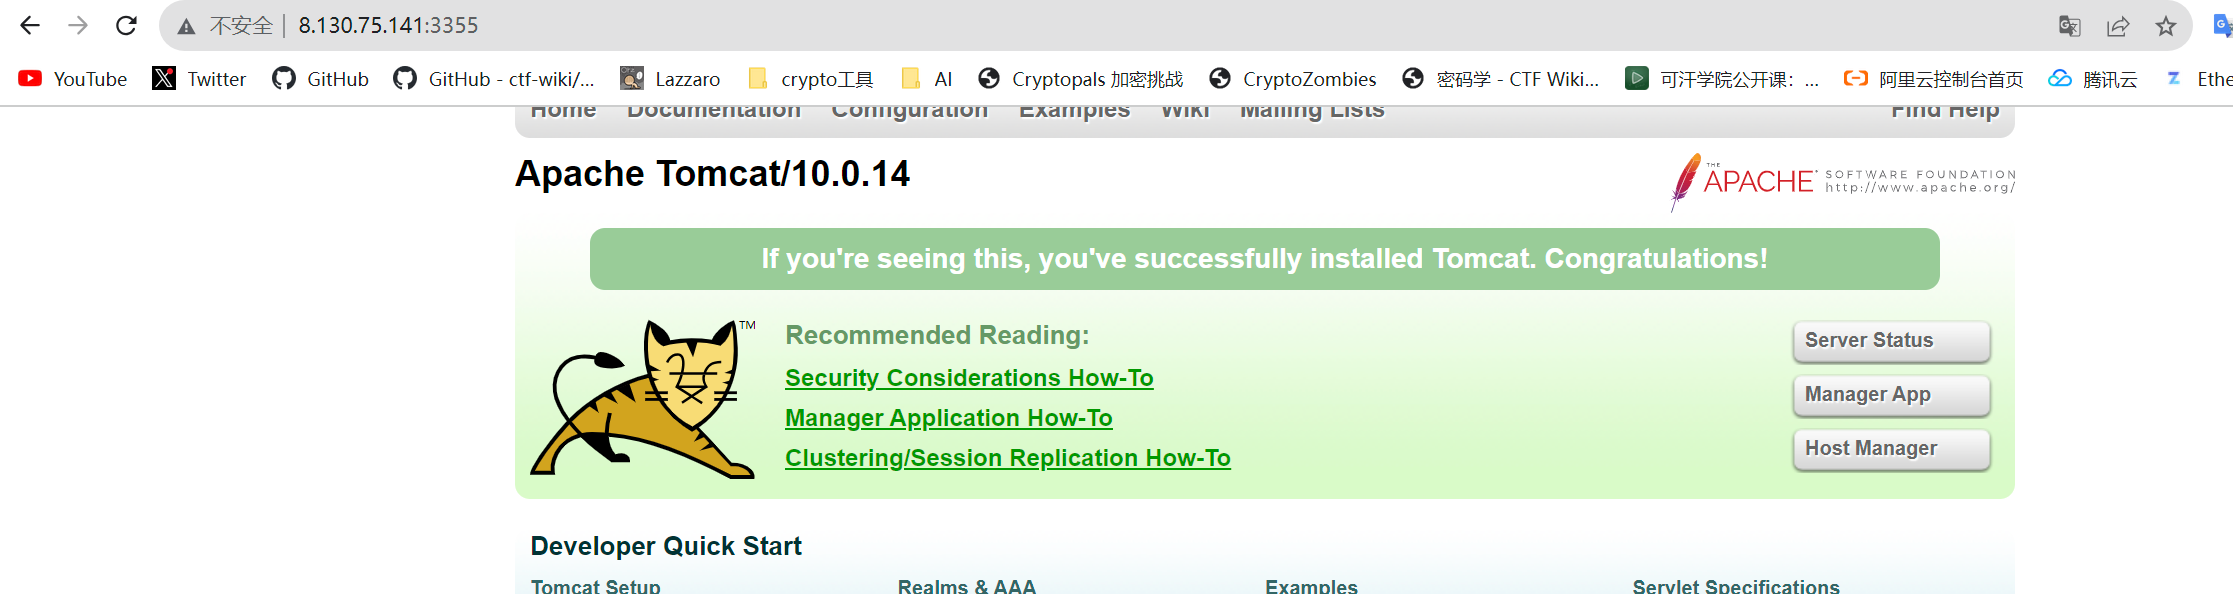 不安全 | 8.130.75.141:3355
YouTube Twitter GitHub GitHub - ctf-wiki/... Lazzaro crypto工具 AI Cryptopals 加密挑战 CryptoZombies 密码学 - CTF Wiki... 可汗学院公开课：... 阿里云控制台首页 腾讯云 Ethe
Home Documentation Configuration Examples Wiki Mailing Lists Find Help
Apache Tomcat/10.0.14
THE APACHE SOFTWARE FOUNDATION
http://www.apache.org/
If you're seeing this, you've successfully installed Tomcat. Congratulations!
TM
Recommended Reading:
Security Considerations How-To
Manager Application How-To
Clustering/Session Replication How-To
Server Status
Manager App
Host Manager
Developer Quick Start
Tomcat Setup Realms & AAA Examples Servlet Specifications